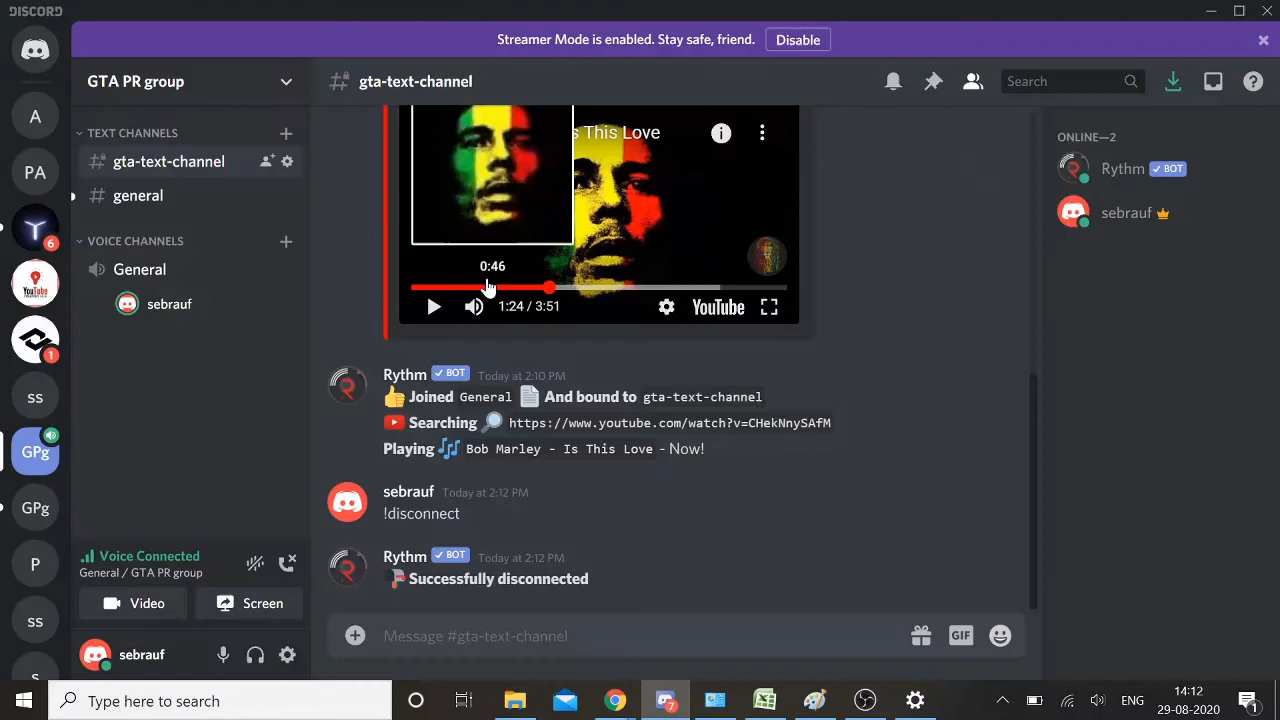 DISCORD
Streamer Mode is enabled. Stay safe, friend.
Disable
GTA PR group
gta-text-channel
Search
A
TEXT CHANNELS
gta-text-channel
general
VOICE CHANNELS
General
sebrauf
PA
6
1
ss
GPg
GPg
P
ss
s
s This Love
0:46
1:24 / 3:51
YouTube
ONLINE—2
Rythm BOT
sebrauf
Rythm BOT Today at 2:10 PM
Joined General And bound to gta-text-channel
Searching https://www.youtube.com/watch?v=CHekNnySAfM
Playing Bob Marley - Is This Love - Now!
sebrauf Today at 2:12 PM
!disconnect
Rythm BOT Today at 2:12 PM
Successfully disconnected
Voice Connected
General / GTA PR group
Video
Screen
sebrauf
Message #gta-text-channel
GIF
Type here to search
7
ENG
14:12
29-08-2020
1